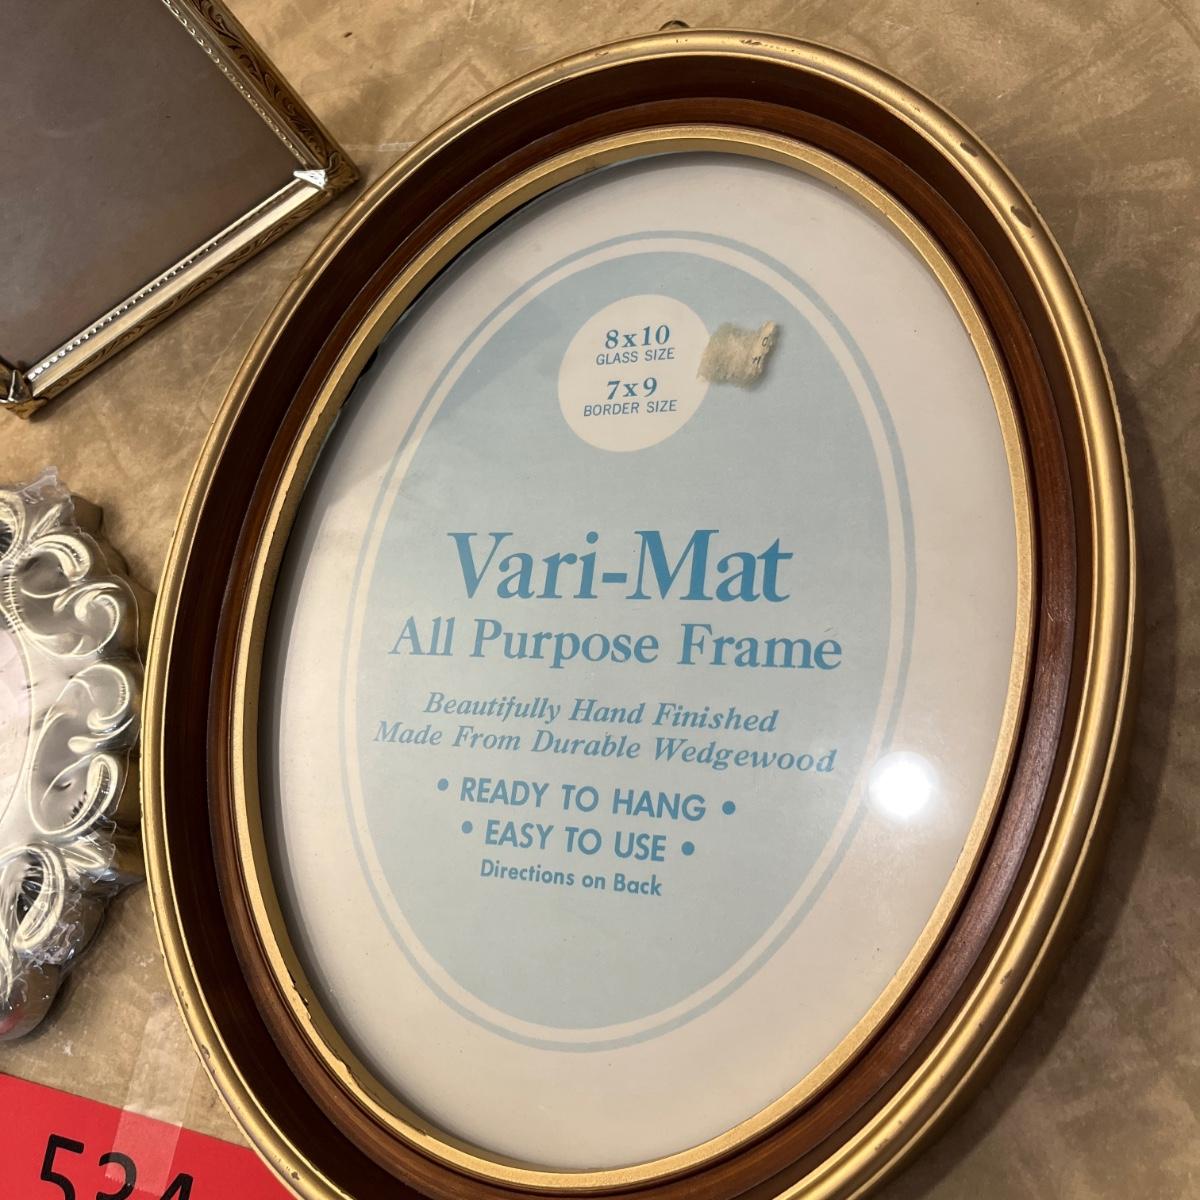 8x10
GLASS SIZE
7x9
BORDER SIZE
Vari-Mat
All Purpose Frame
Beautifully Hand Finished
Made From Durable Wedgewood
• READY TO HANG •
• EASY TO USE •
Directions on Back
534